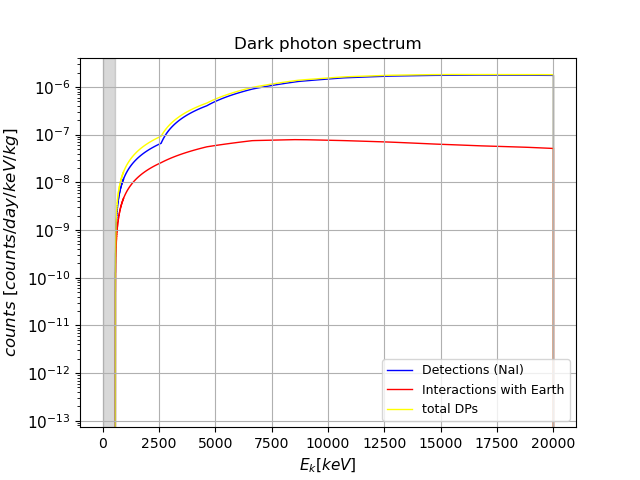 Dark photon spectrum
counts [counts/day/keV/kg]
10⁻⁶
10⁻⁷
10⁻⁸
10⁻⁹
10⁻¹⁰
10⁻¹¹
10⁻¹²
10⁻¹³
Detections (NaI)
Interactions with Earth
total DPs
0 2500 5000 7500 10000 12500 15000 17500 20000
Eₖ[keV]